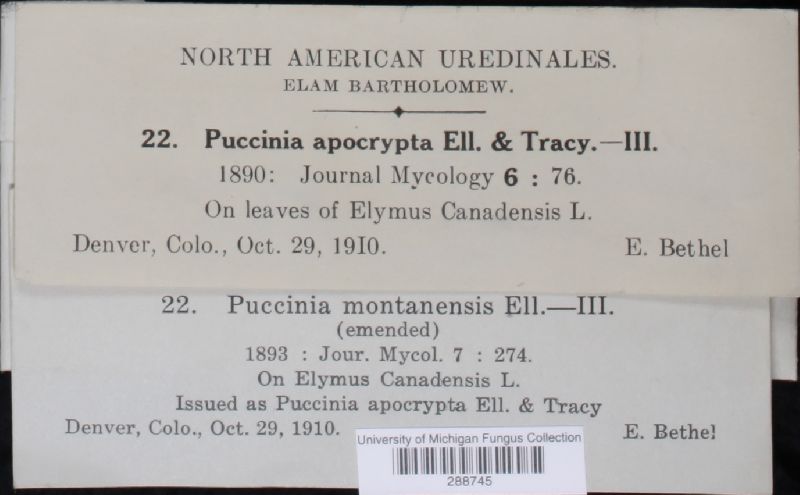 NORTH AMERICAN UREDINALES.
ELAM BARTHOLOMEW.
22. Puccinia apocrypta Ell. & Tracy.—III.
1890: Journal Mycology 6 : 76.
On leaves of Elymus Canadensis L.
Denver, Colo., Oct. 29, 1910. E. Bethel
22. Puccinia montanensis Ell.—III.
(emended)
1893 : Jour. Mycol. 7 : 274.
On Elymus Canadensis L.
Issued as Puccinia apocrypta Ell. & Tracy
Denver, Colo., Oct. 29, 1910. E. Bethel
University of Michigan Fungus Collection
288745